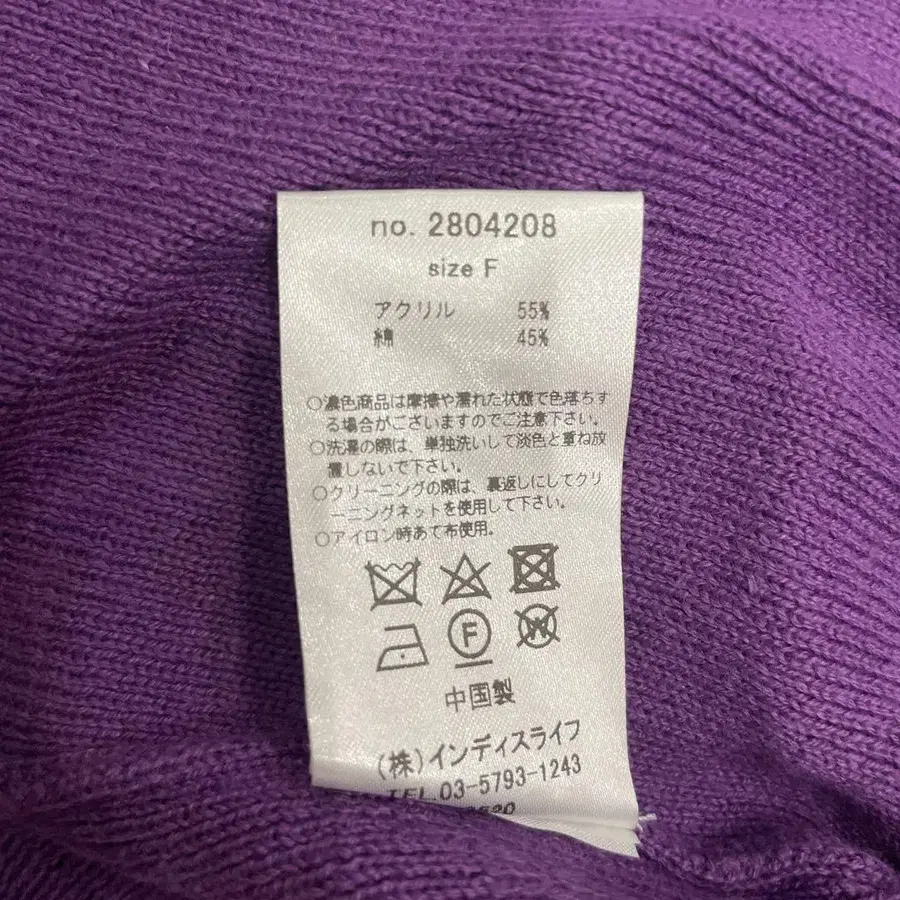 no. 2804208
size F
アクリル 55%
綿 45%
○濃色商品は摩擦や濡れた状態で色落ちす
る場合がございますのでご注意下さい。
○洗濯の際は、単独洗いして淡色と重ね放
置しないで下さい。
○クリーニングの際は、裏返しにしてクリ
ーニングネットを使用して下さい。
○アイロン時あて布使用。
F
W
中国製
(株)インディスライフ
TEL.03-5793-1243